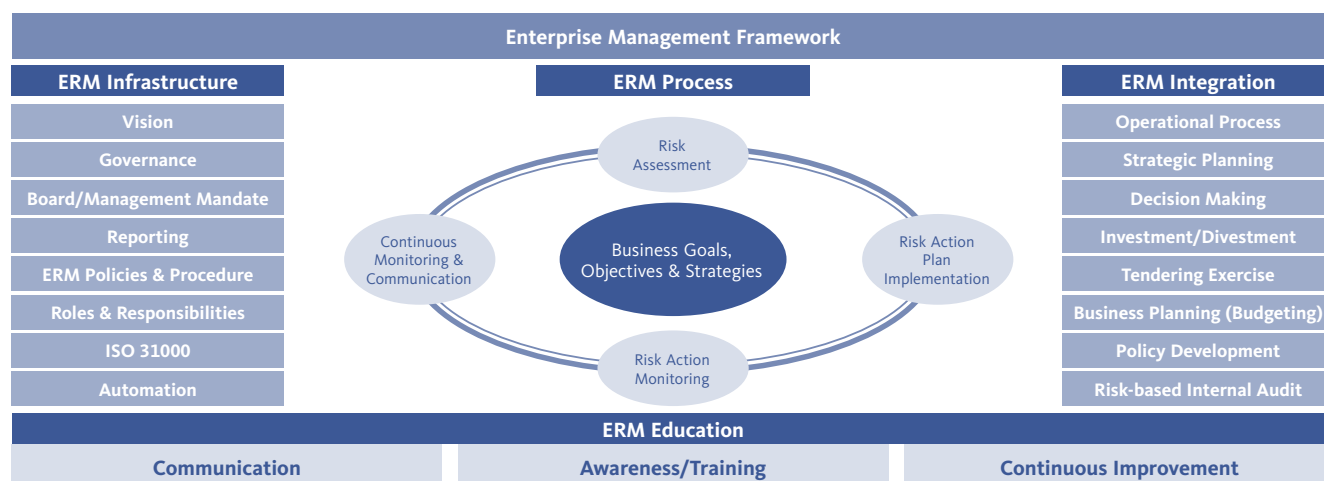 Enterprise Management Framework
ERM Infrastructure
Vision
Governance
Board/Management Mandate
Reporting
ERM Policies & Procedure
Roles & Responsibilities
ISO 31000
Automation
ERM Process
Risk
Assessment
Continuous
Monitoring &
Communication
Business Goals,
Objectives & Strategies
Risk Action
Plan
Implementation
Risk Action
Monitoring
ERM Integration
Operational Process
Strategic Planning
Decision Making
Investment/Divestment
Tendering Exercise
Business Planning (Budgeting)
Policy Development
Risk-based Internal Audit
ERM Education
Communication
Awareness/Training
Continuous Improvement